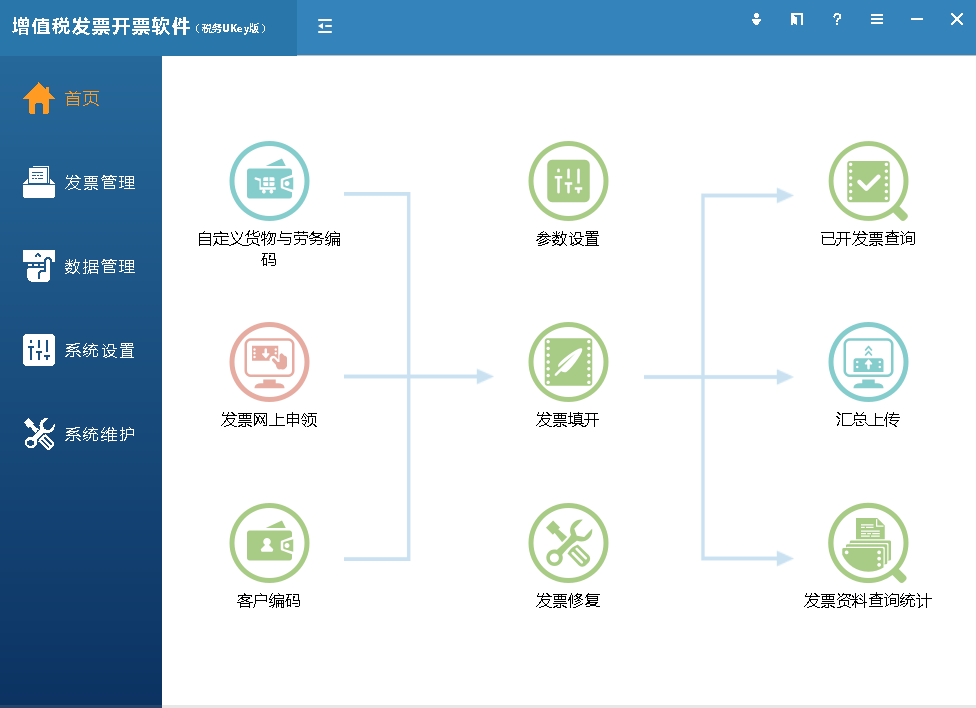 增值税发票开票软件（税务UKey版）
首页
发票管理
数据管理
系统设置
系统维护
自定义货物与劳务编
码
参数设置
已开发票查询
发票网上申领
发票填开
汇总上传
客户编码
发票修复
发票资料查询统计